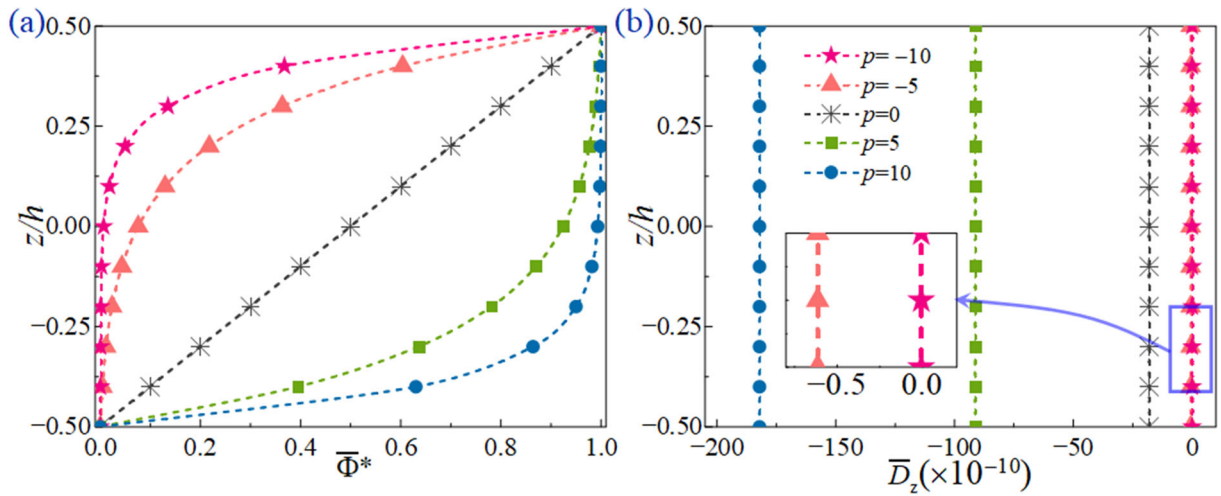 (a)
z/h
0.50
0.25
0.00
−0.25
−0.50
0.0 0.2 0.4 0.6 0.8 1.0
Φ̅*
(b)
z/h
0.50
0.25
0.00
−0.25
−0.50
p= −10
p= −5
p=0
p=5
p=10
−0.5 0.0
−200 −150 −100 −50 0
D̅z(×10⁻¹⁰)